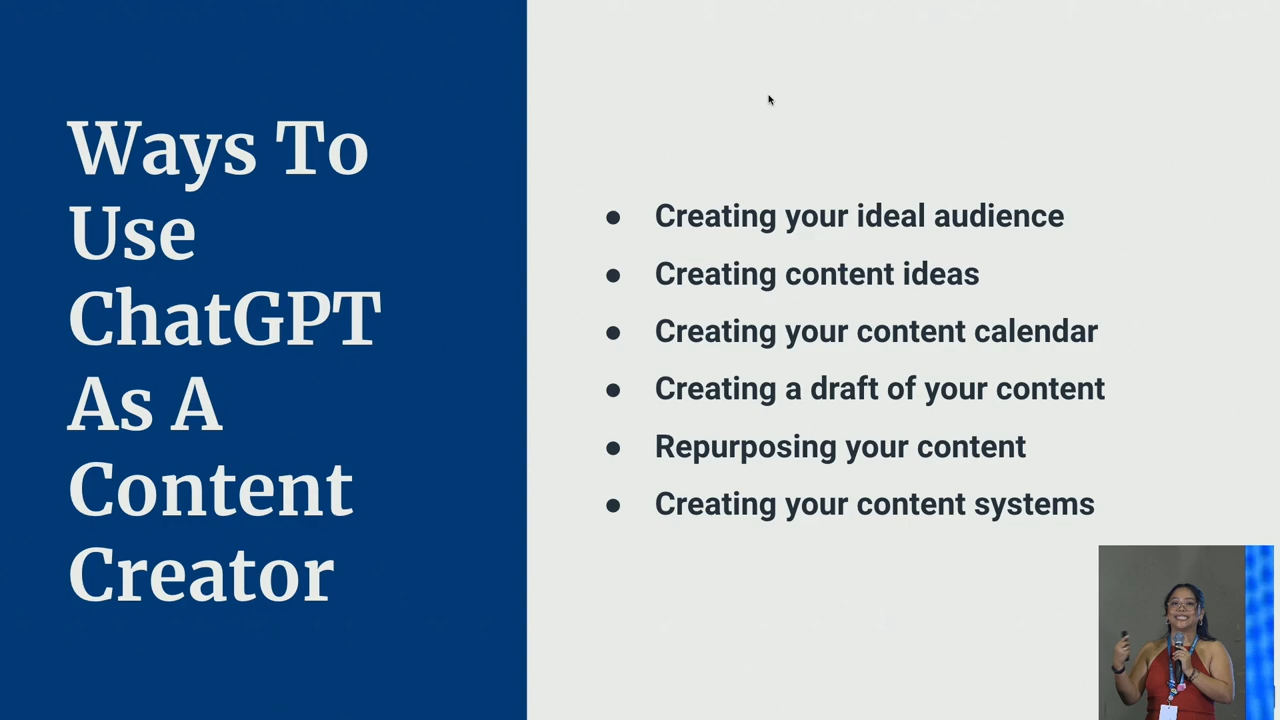 Ways To
Use
ChatGPT
As A
Content
Creator
● Creating your ideal audience
● Creating content ideas
● Creating your content calendar
● Creating a draft of your content
● Repurposing your content
● Creating your content systems